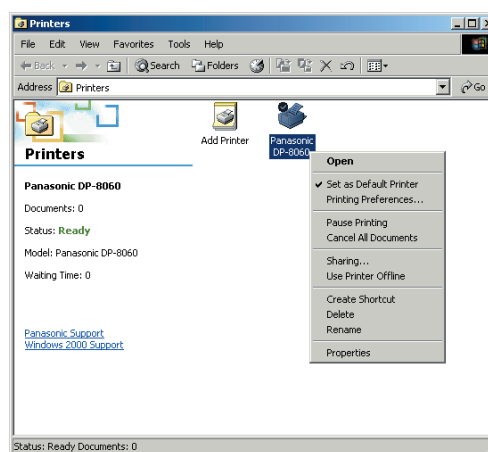 Printers
File Edit View Favorites Tools Help
Back Search Folders
Address Printers Go
Printers
Panasonic DP-8060
Documents: 0
Status: Ready
Model: Panasonic DP-8060
Waiting Time: 0
Panasonic Support
Windows 2000 Support
Add Printer
Panasonic
DP-8060
Open
Set as Default Printer
Printing Preferences...
Pause Printing
Cancel All Documents
Sharing...
Use Printer Offline
Create Shortcut
Delete
Rename
Properties
Status: Ready Documents: 0